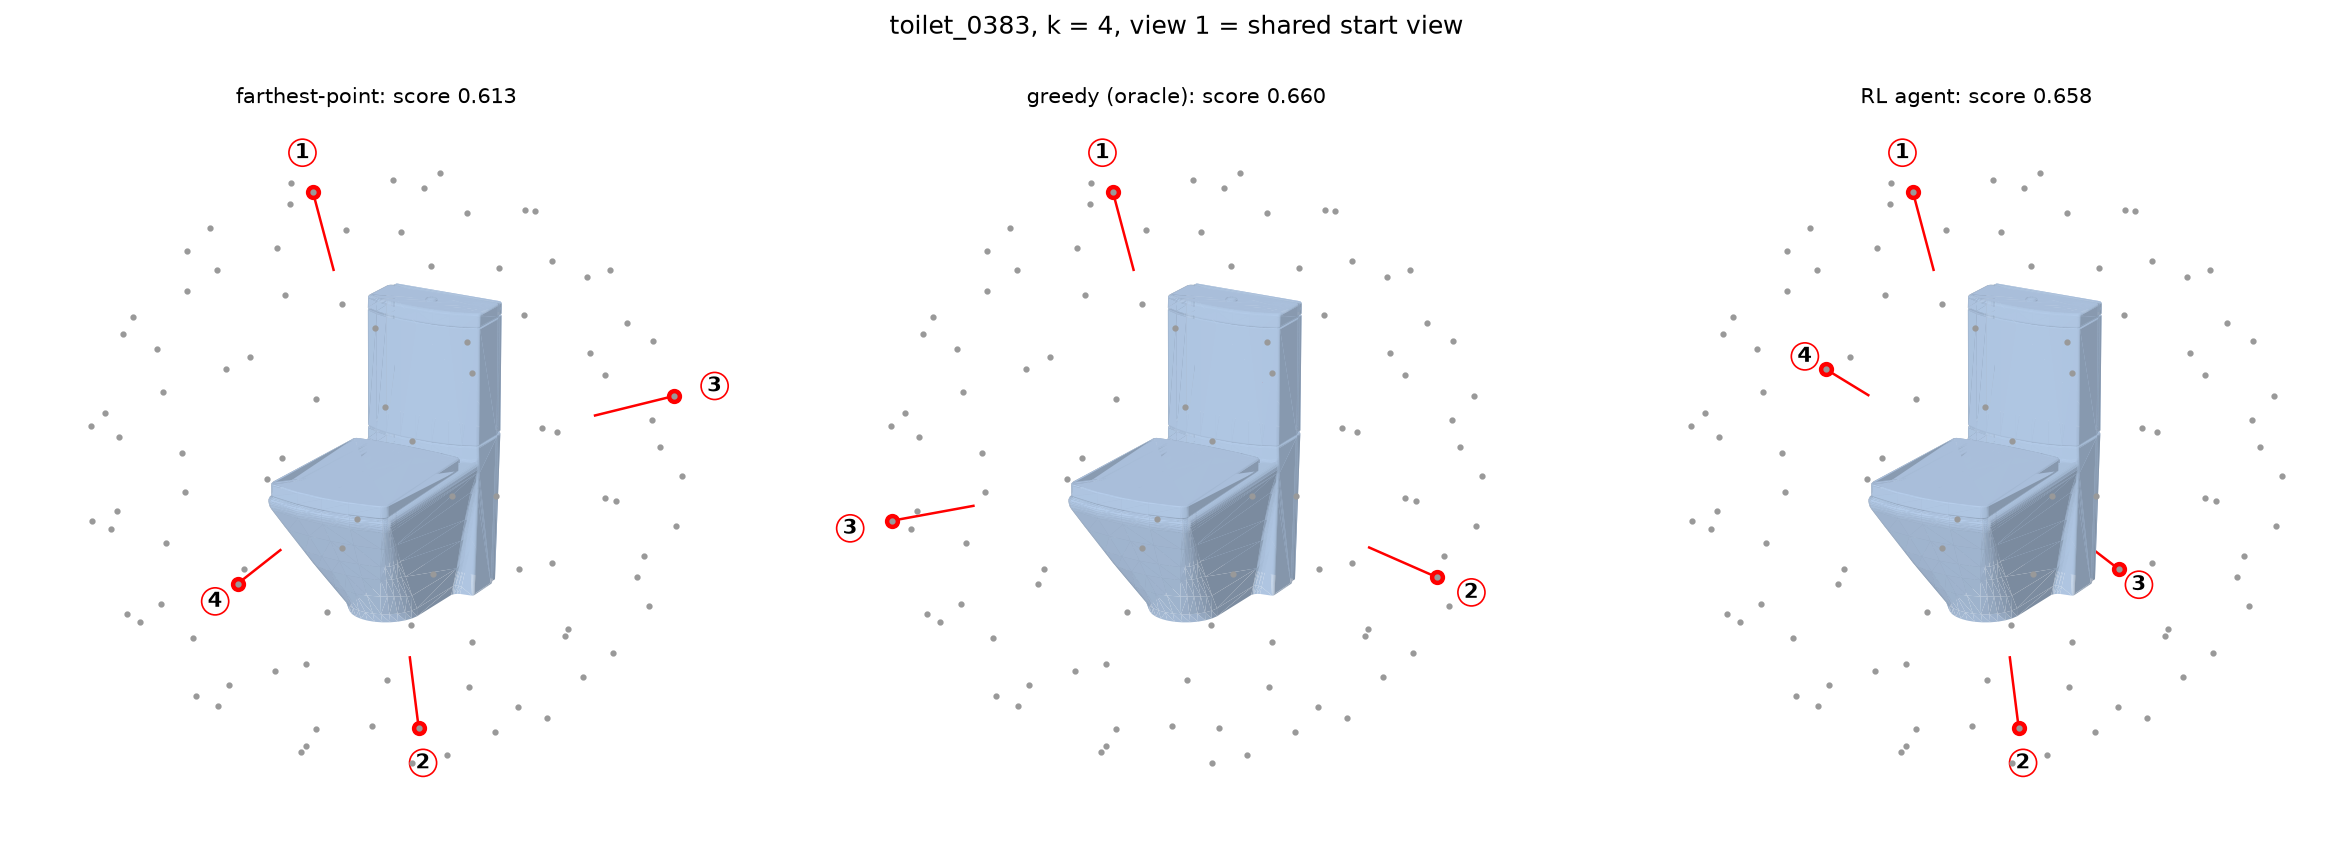 toilet_0383, k = 4, view 1 = shared start view
farthest-point: score 0.613
1
3
4
2
greedy (oracle): score 0.660
1
3
2
RL agent: score 0.658
1
4
3
2